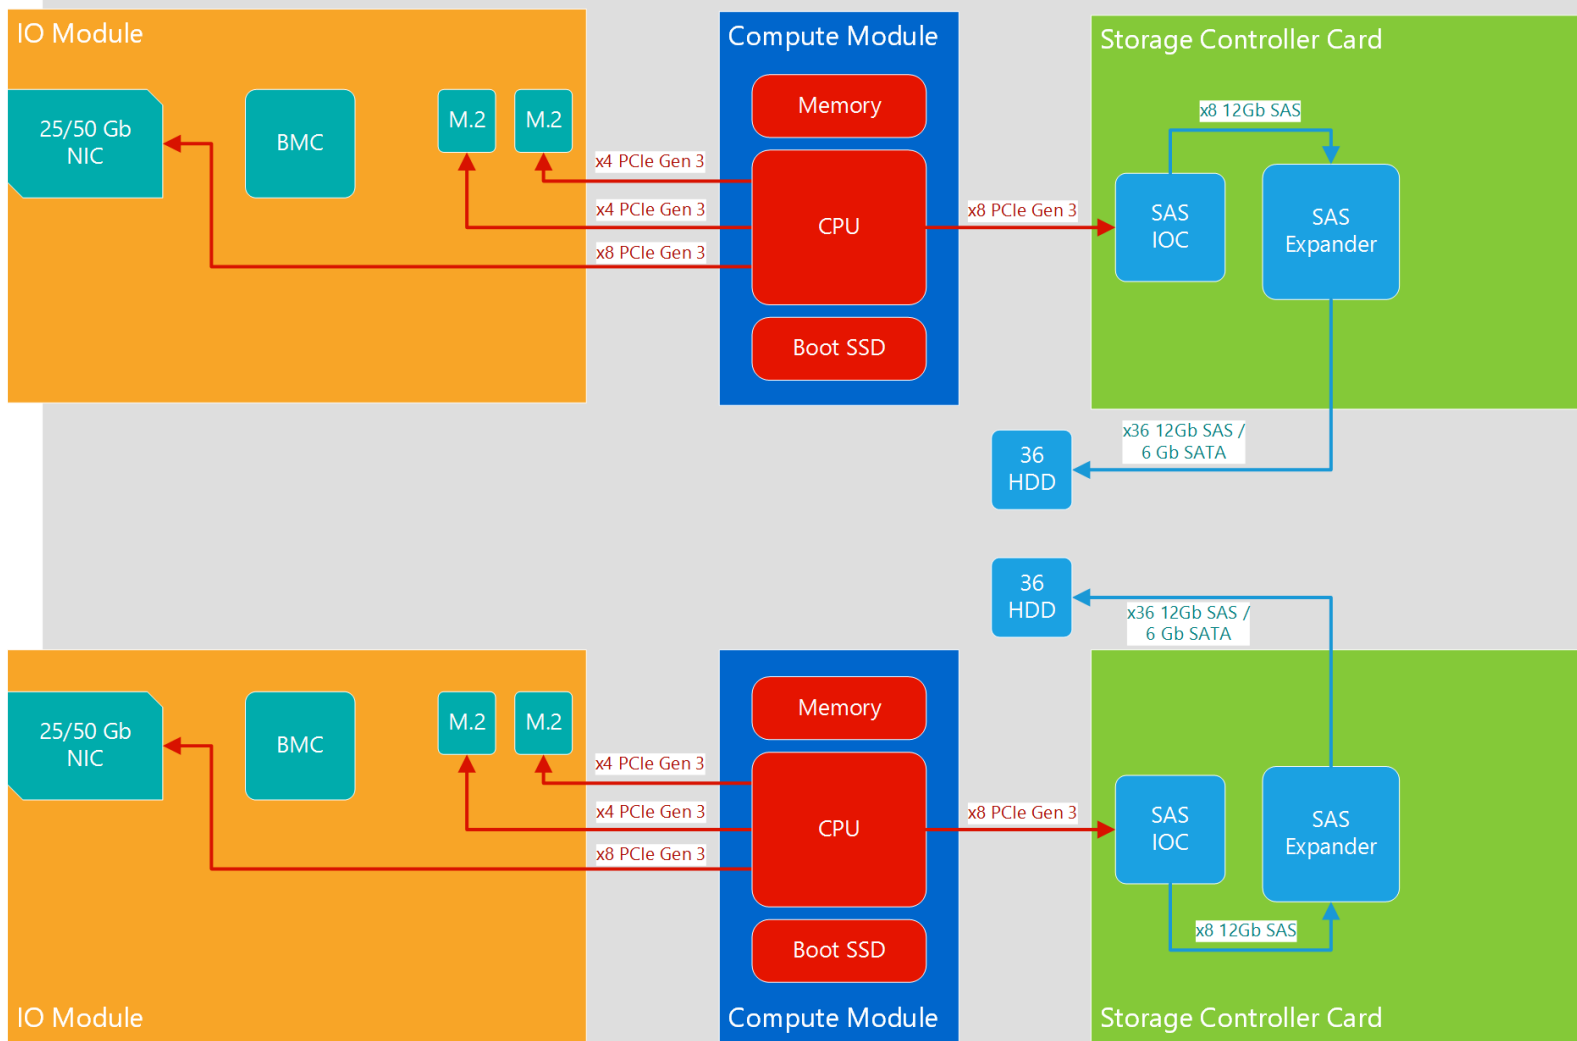 IO Module
25/50 Gb
NIC
BMC
M.2
M.2
x4 PCIe Gen 3
x4 PCIe Gen 3
x8 PCIe Gen 3
Compute Module
Memory
CPU
Boot SSD
x8 PCIe Gen 3
Storage Controller Card
x8 12Gb SAS
SAS
IOC
SAS
Expander
x36 12Gb SAS /
6 Gb SATA
36
HDD
36
HDD
x36 12Gb SAS /
6 Gb SATA
25/50 Gb
NIC
BMC
M.2
M.2
x4 PCIe Gen 3
x4 PCIe Gen 3
x8 PCIe Gen 3
IO Module
Memory
CPU
Boot SSD
Compute Module
x8 PCIe Gen 3
SAS
IOC
SAS
Expander
x8 12Gb SAS
Storage Controller Card